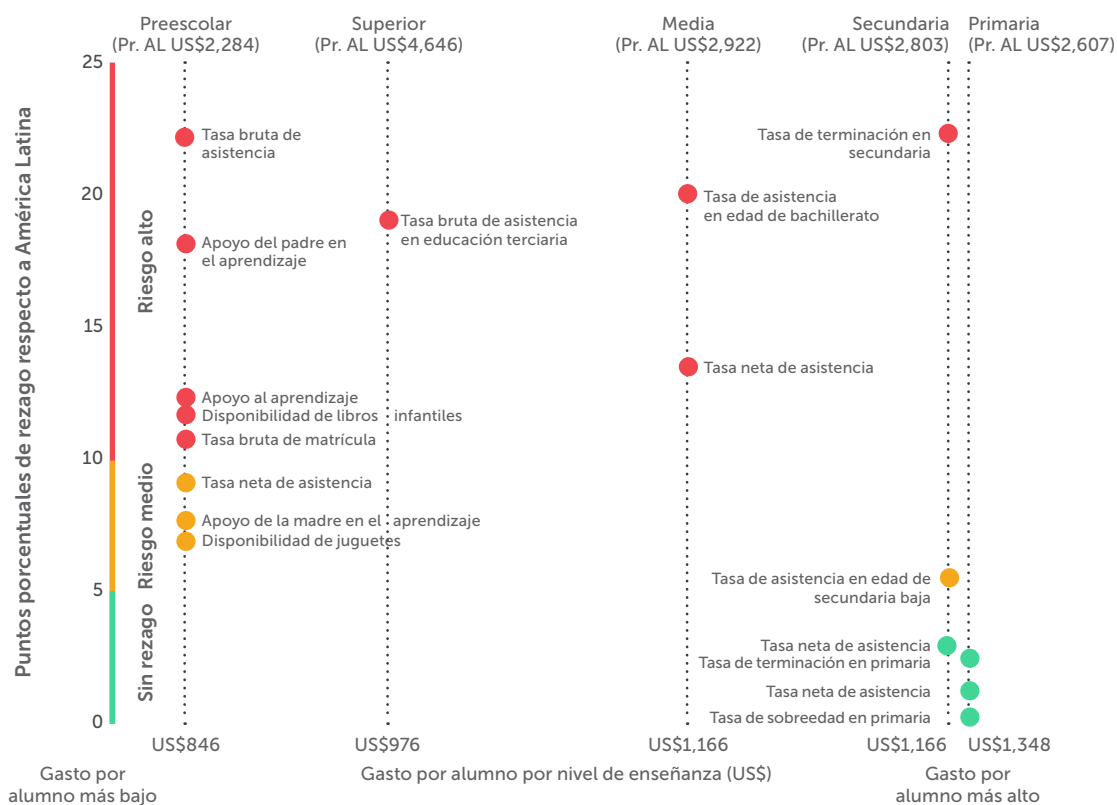 Preescolar
(Pr. AL US$2,284)
Superior
(Pr. AL US$4,646)
Media
(Pr. AL US$2,922)
Secundaria
(Pr. AL US$2,803)
Primaria
(Pr. AL US$2,607)
Puntos porcentuales de rezago respecto a América Latina
25
20
15
10
5
0
Riesgo alto
Riesgo medio
Sin rezago
Tasa bruta de
asistencia
Apoyo del padre en
el aprendizaje
Apoyo al aprendizaje
Disponibilidad de libros infantiles
Tasa bruta de matrícula
Tasa neta de asistencia
Apoyo de la madre en el aprendizaje
Disponibilidad de juguetes
Tasa bruta de asistencia
en educación terciaria
Tasa de asistencia
en edad de bachillerato
Tasa neta de asistencia
Tasa de terminación en
secundaria
Tasa de asistencia en edad de
secundaria baja
Tasa neta de asistencia
Tasa de terminación en primaria
Tasa neta de asistencia
Tasa de sobreedad en primaria
US$846
US$976
US$1,166
US$1,166
US$1,348
Gasto por
alumno más bajo
Gasto por alumno por nivel de enseñanza (US$)
Gasto por
alumno más alto